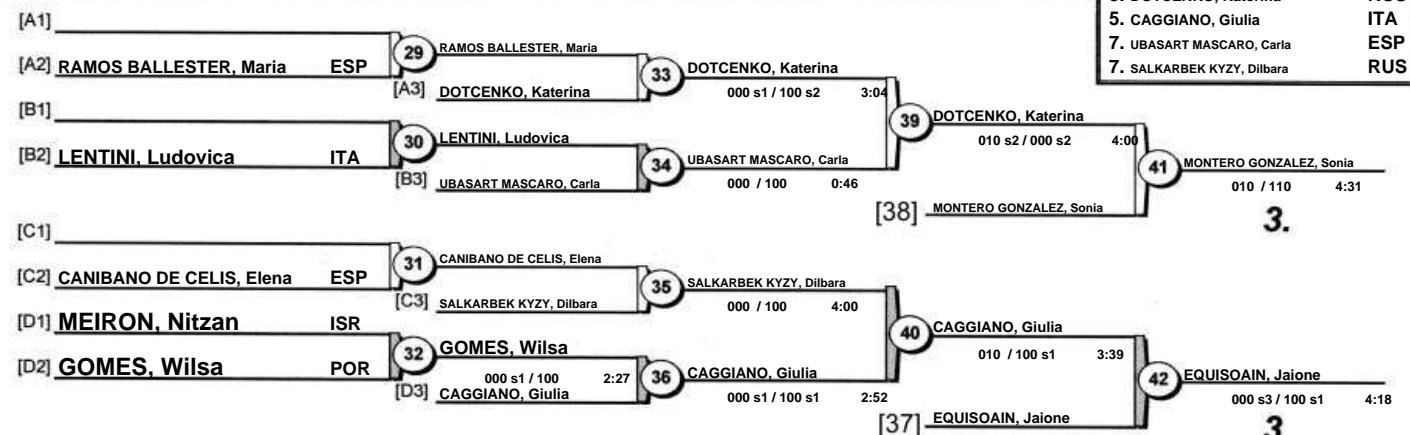 5. CAGGIANO, Giulia ITA
7. UBASART MASCARO, Carla ESP
7. SALKARBEK KYZY, Dilbara RUS
[A1]
[A2] RAMOS BALLESTER, Maria ESP
29
RAMOS BALLESTER, Maria
[A3] DOTCENKO, Katerina
33
DOTCENKO, Katerina
000 s1 / 100 s2 3:04
[B1]
[B2] LENTINI, Ludovica ITA
30
LENTINI, Ludovica
[B3] UBASART MASCARO, Carla
34
UBASART MASCARO, Carla
000 / 100 0:46
39
DOTCENKO, Katerina
010 s2 / 000 s2 4:00
[38] MONTERO GONZALEZ, Sonia
41
MONTERO GONZALEZ, Sonia
010 / 110 4:31
3.
[C1]
[C2] CANIBANO DE CELIS, Elena ESP
31
CANIBANO DE CELIS, Elena
[C3] SALKARBEK KYZY, Dilbara
35
SALKARBEK KYZY, Dilbara
000 / 100 4:00
[D1] MEIRON, Nitzan ISR
[D2] GOMES, Wilsa POR
32
GOMES, Wilsa
000 s1 / 100 2:27
[D3] CAGGIANO, Giulia
36
CAGGIANO, Giulia
000 s1 / 100 s1 2:52
40
CAGGIANO, Giulia
010 / 100 s1 3:39
[37] EQUISOAIN, Jaione
42
EQUISOAIN, Jaione
000 s3 / 100 s1 4:18
3